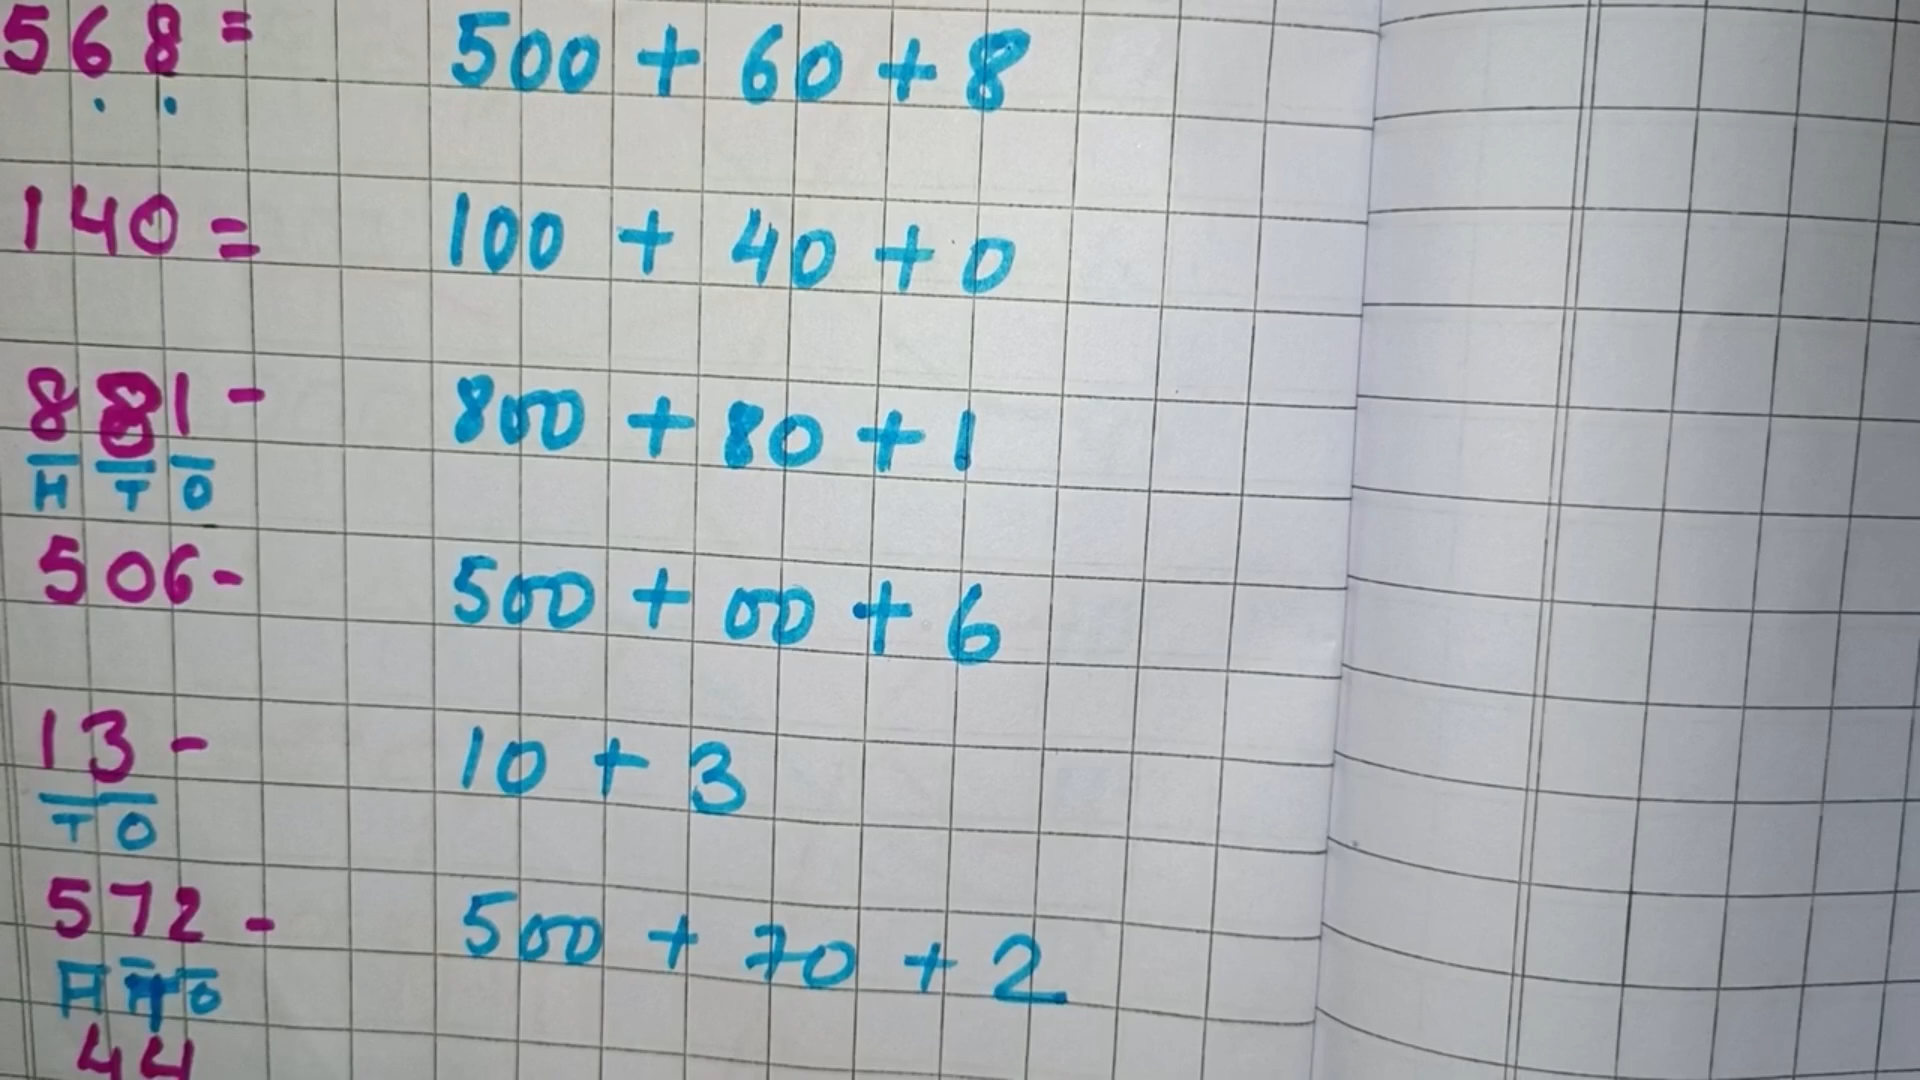 568 = 500 + 60 + 8
140 = 100 + 40 + 0
881 - 800 + 80 + 1
H T O
506 - 500 + 00 + 6
13 - 10 + 3
T O
572 - 500 + 70 + 2
H T O
44